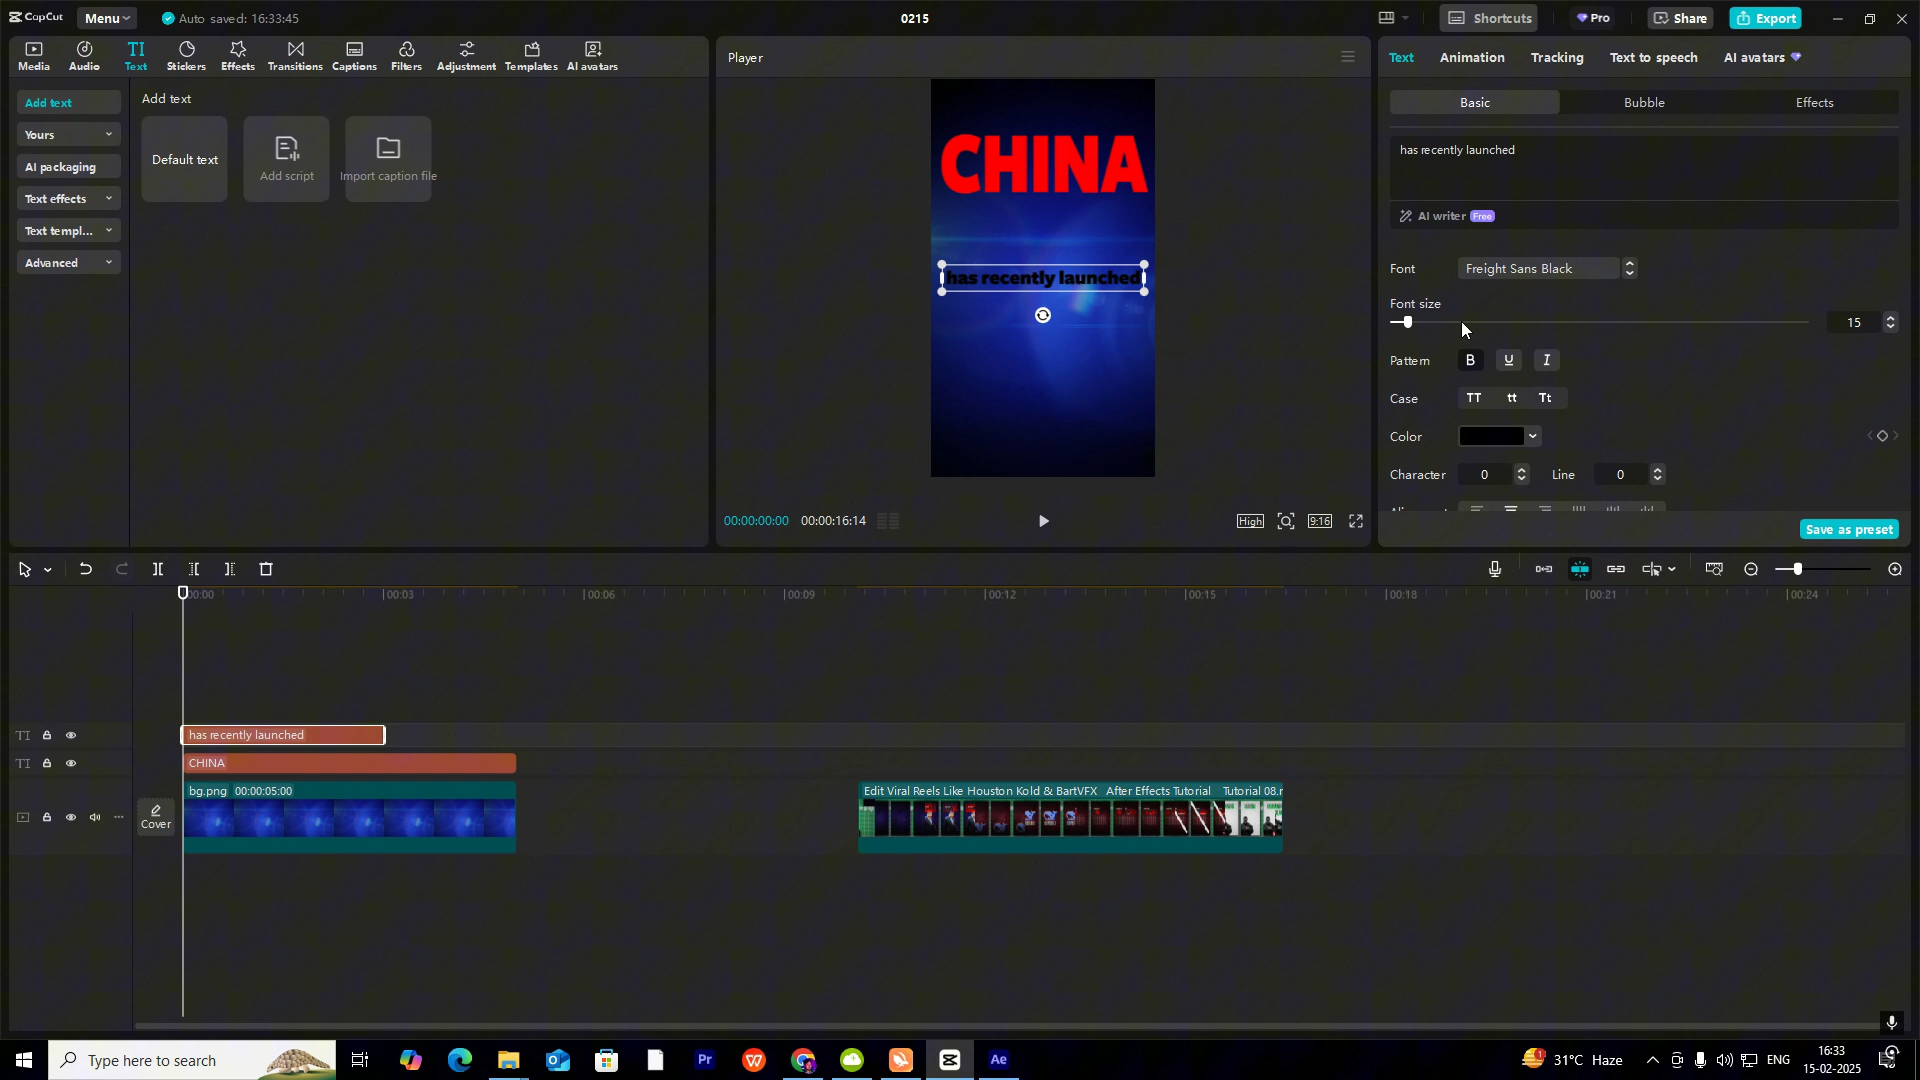 CapCut
Menu
Auto saved: 16:33:45
0215
Shortcuts
Pro
Share
Export
Media
Audio
TI
Text
Stickers
Effects
Transitions
Captions
Filters
Adjustment
Templates
AI avatars
Add text
Yours
AI packaging
Text effects
Text templ...
Advanced
Add text
Default text
Add script
Import caption file
Player
CHINA
has recently launched
00:00:00:00
00:00:16:14
High
9:16
Text
Animation
Tracking
Text to speech
AI avatars
Basic
Bubble
Effects
has recently launched
AI writer
Free
Font
Freight Sans Black
Font size
15
Pattern
B
U
I
Case
TT
tt
Tt
Color
Character
0
Line
0
Save as preset
00:00
00:03
00:06
00:09
00:12
00:15
00:18
00:21
00:24
TI
has recently launched
TI
CHINA
Cover
bg.png 00:00:05:00
Edit Viral Reels Like Houston Kold & BartVFX After Effects Tutorial Tutorial 08.r
Type here to search
Pr
W
Ae
1
31°C Haze
ENG
16:33
15-02-2025